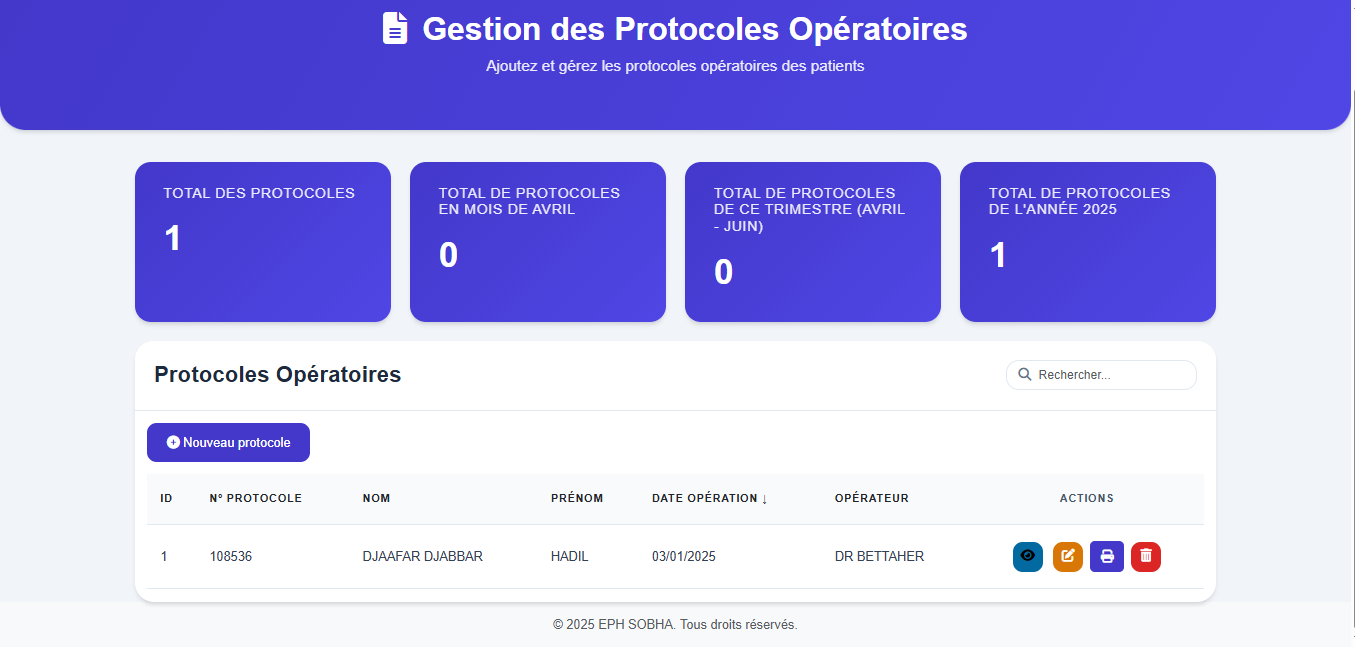 Gestion des Protocoles Opératoires
Ajoutez et gérez les protocoles opératoires des patients
TOTAL DES PROTOCOLES
1
TOTAL DE PROTOCOLES
EN MOIS DE AVRIL
0
TOTAL DE PROTOCOLES
DE CE TRIMESTRE (AVRIL
- JUIN)
0
TOTAL DE PROTOCOLES
DE L'ANNÉE 2025
1
Protocoles Opératoires
Rechercher...
Nouveau protocole
ID N° PROTOCOLE NOM PRÉNOM DATE OPÉRATION ↓ OPÉRATEUR ACTIONS
1 108536 DJAAFAR DJABBAR HADIL 03/01/2025 DR BETTAHER
© 2025 EPH SOBHA. Tous droits réservés.